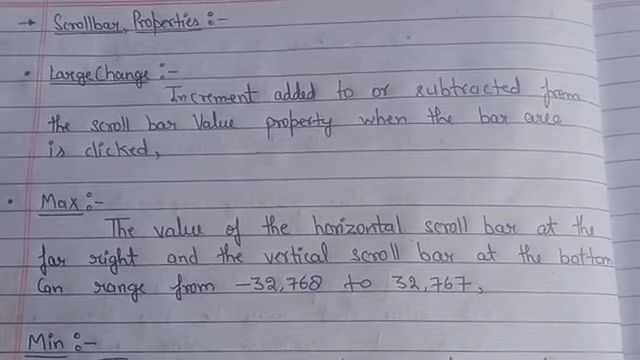 → Scrollbar, Properties :-
• LargeChange :-
Increment added to or subtracted from
the scroll bar Value property when the bar area
is clicked,
• Max :-
The value of the horizontal scroll bar at the
far right and the vertical scroll bar at the bottom
Can range from -32,768 to 32,767,
Min :-